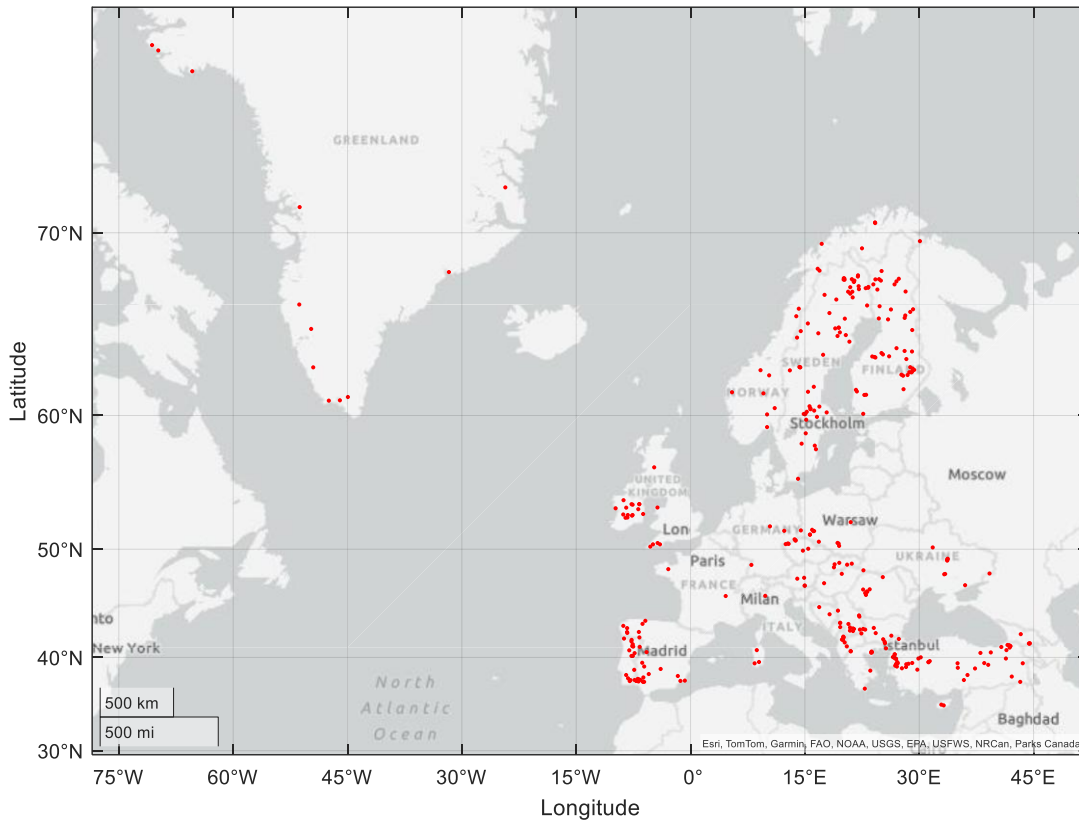 GREENLAND
70°N
SWEDEN
FINLAND
NORWAY
60°N
Stockholm
Latitude
Moscow
UNITED
KINGDOM
Lon
GERMANY
Warsaw
50°N
Paris
UKRAINE
FRANCE
Milan
nto
ITALY
New York
Madrid
stanbul
40°N
North
Atlantic
Ocean
500 km
500 mi
Baghdad
Esri, TomTom, Garmin, FAO, NOAA, USGS, EPA, USFWS, NRCan, Parks Canada
30°N
75°W 60°W 45°W 30°W 15°W 0° 15°E 30°E 45°E
Longitude